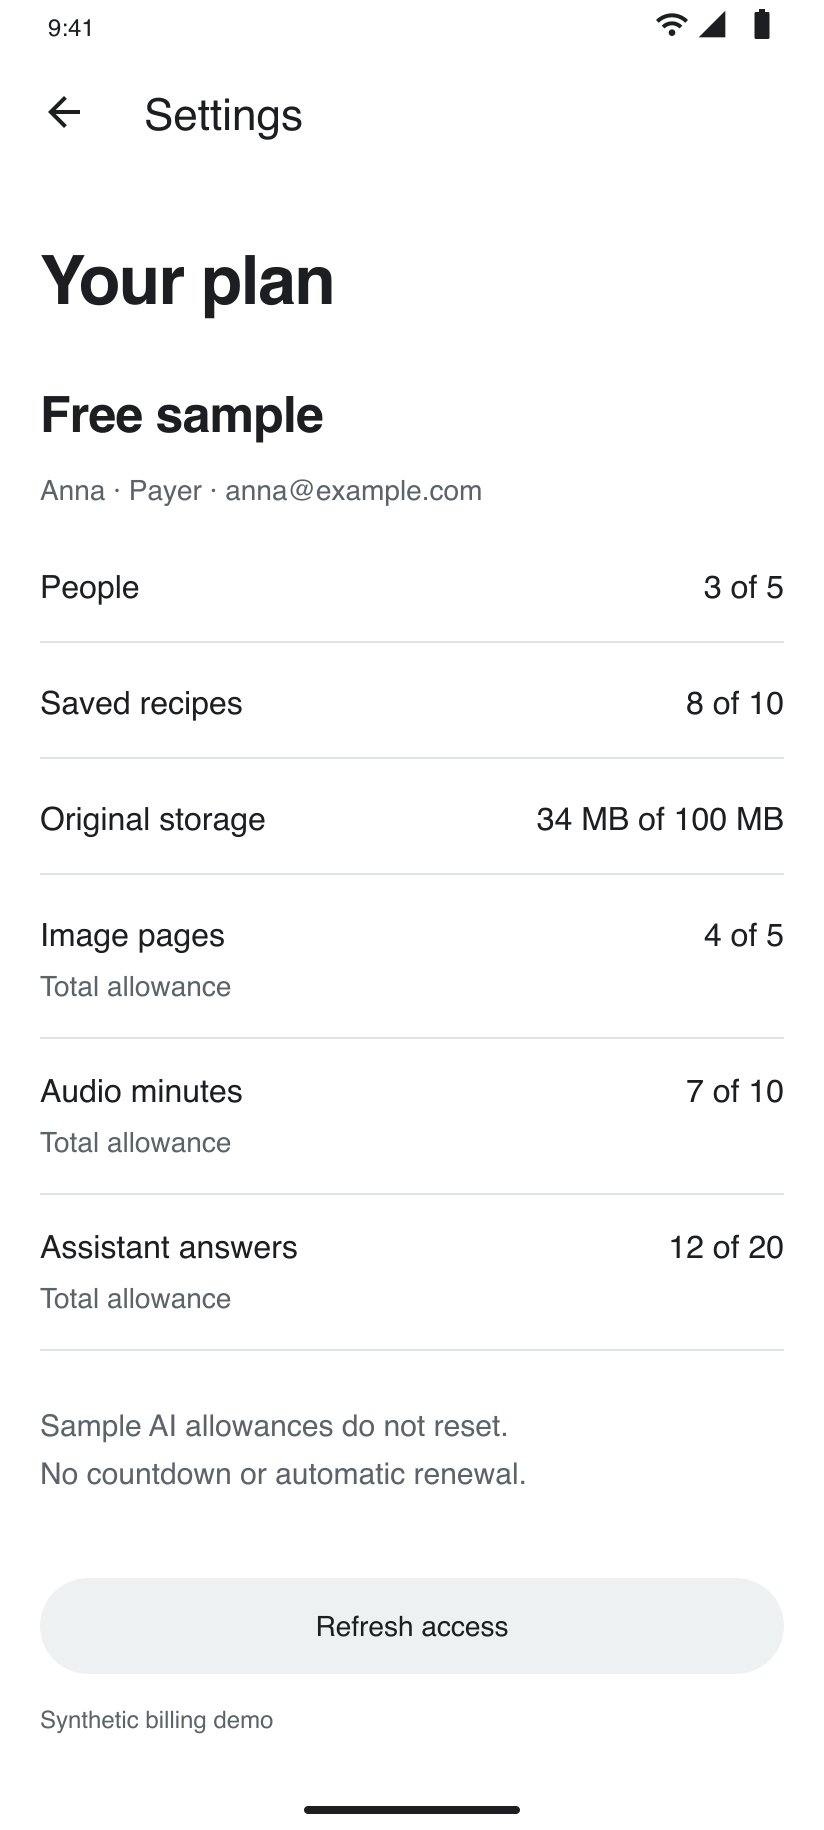 9:41
Settings
Your plan
Free sample
Anna · Payer · anna@example.com
People 3 of 5
Saved recipes 8 of 10
Original storage 34 MB of 100 MB
Image pages 4 of 5
Total allowance
Audio minutes 7 of 10
Total allowance
Assistant answers 12 of 20
Total allowance
Sample AI allowances do not reset.
No countdown or automatic renewal.
Refresh access
Synthetic billing demo